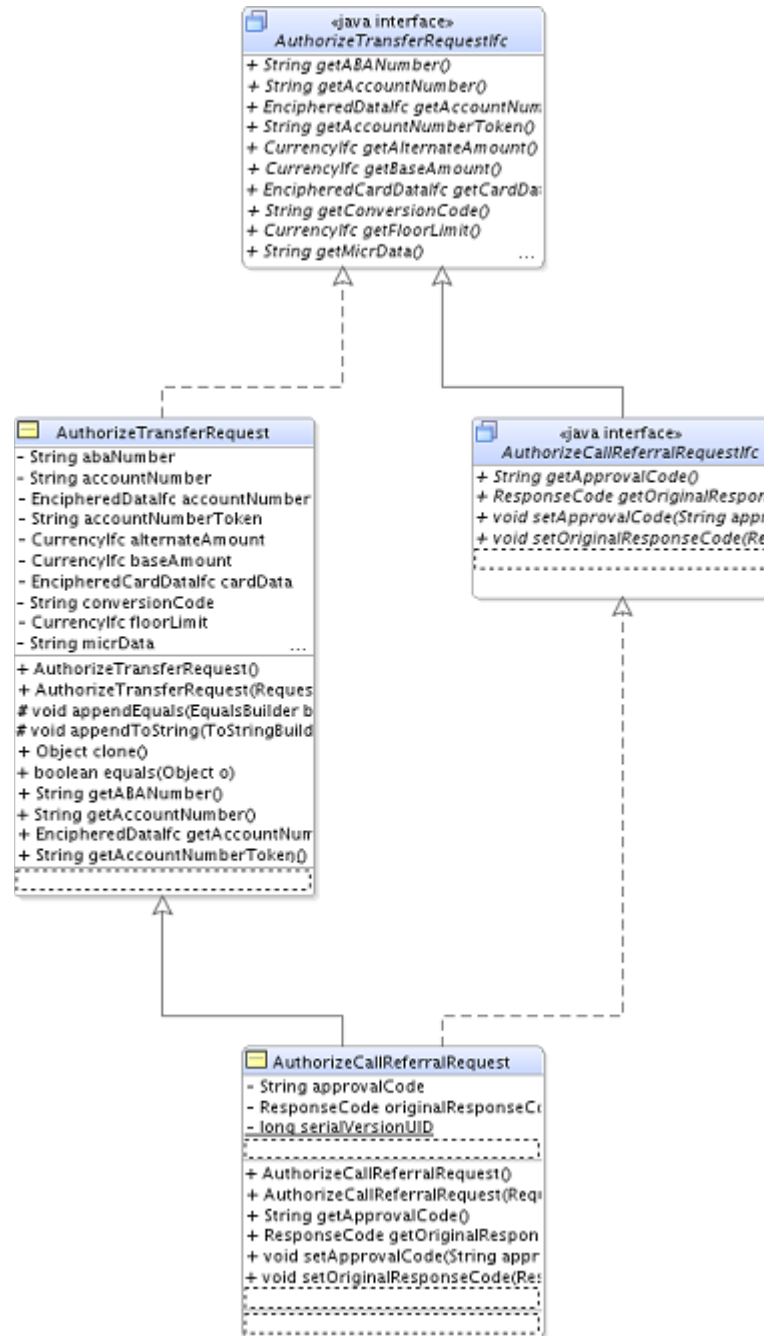 «java interface»
AuthorizeTransferRequestIfc
+ String getABANumber()
+ String getAccountNumber()
+ EncipheredDataIfc getAccountNum
+ String getAccountNumberToken()
+ CurrencyIfc getAlternateAmount()
+ CurrencyIfc getBaseAmount()
+ EncipheredCardDataIfc getCardDa
+ String getConversionCode()
+ CurrencyIfc getFloorLimit()
+ String getMicrData()
...
AuthorizeTransferRequest
- String abaNumber
- String accountNumber
- EncipheredDataIfc accountNumber
- String accountNumberToken
- CurrencyIfc alternateAmount
- CurrencyIfc baseAmount
- EncipheredCardDataIfc cardData
- String conversionCode
- CurrencyIfc floorLimit
- String micrData
...
+ AuthorizeTransferRequest()
+ AuthorizeTransferRequest(Reques
# void appendEquals(EqualsBuilder b
# void appendToString(ToStringBuild
+ Object clone()
+ boolean equals(Object o)
+ String getABANumber()
+ String getAccountNumber()
+ EncipheredDataIfc getAccountNum
+ String getAccountNumberToken()
«java interface»
AuthorizeCallReferralRequestIfc
+ String getApprovalCode()
+ ResponseCode getOriginalRespon
+ void setApprovalCode(String appr
+ void setOriginalResponseCode(Re
AuthorizeCallReferralRequest
- String approvalCode
- ResponseCode originalResponseC
- long serialVersionUID
+ AuthorizeCallReferralRequest()
+ AuthorizeCallReferralRequest(Requ
+ String getApprovalCode()
+ ResponseCode getOriginalRespon
+ void setApprovalCode(String appr
+ void setOriginalResponseCode(Res